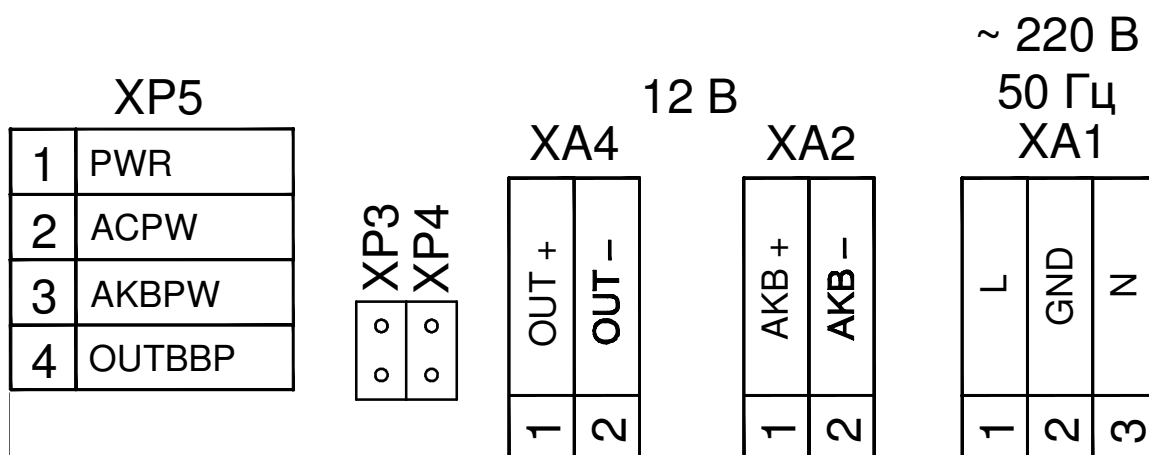 XP5
1 PWR
2 ACPW
3 AKBPW
4 OUTBBP
XP3
XP4
12 В
XA4
OUT +
OUT –
1 2
XA2
AKB +
AKB –
1 2
~ 220 В
50 Гц
XA1
L
GND
N
1 2 3